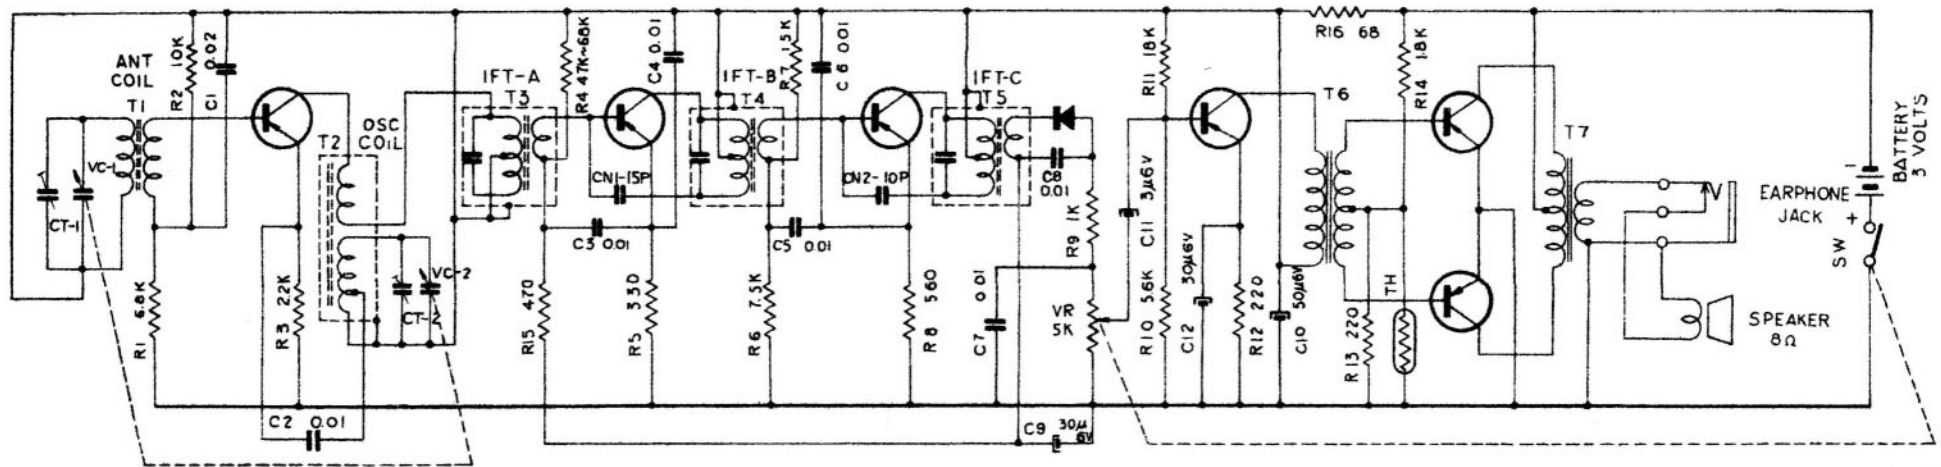 ANT
COIL
T1
R2 10K
C1 0.02
VC-1
CT-1
R1 6.8K
T2
OSC
COIL
R3 2.2K
C2 0.01
CT-2
VC-2
IFT-A
T3
R4 47K~68K
C4 0.01
CN1-15P
C3 0.01
R15 470
R5 330
IFT-B
T4
R7 1.5K
C6 0.01
CN2-10P
C5 0.01
R6 7.5K
R8 560
IFT-C
T5
C8
0.01
R9 1K
C7 0.01
VR
5K
C9 30μ
6V
R11 18K
C11 3μ6V
R10 5.6K
C12 30μ6V
R12 220
C10 50μ6V
T6
R16 68
R14 1.8K
TH
R13 220
T7
EARPHONE
JACK
SPEAKER
8Ω
BATTERY
3 VOLTS
-
+
SW